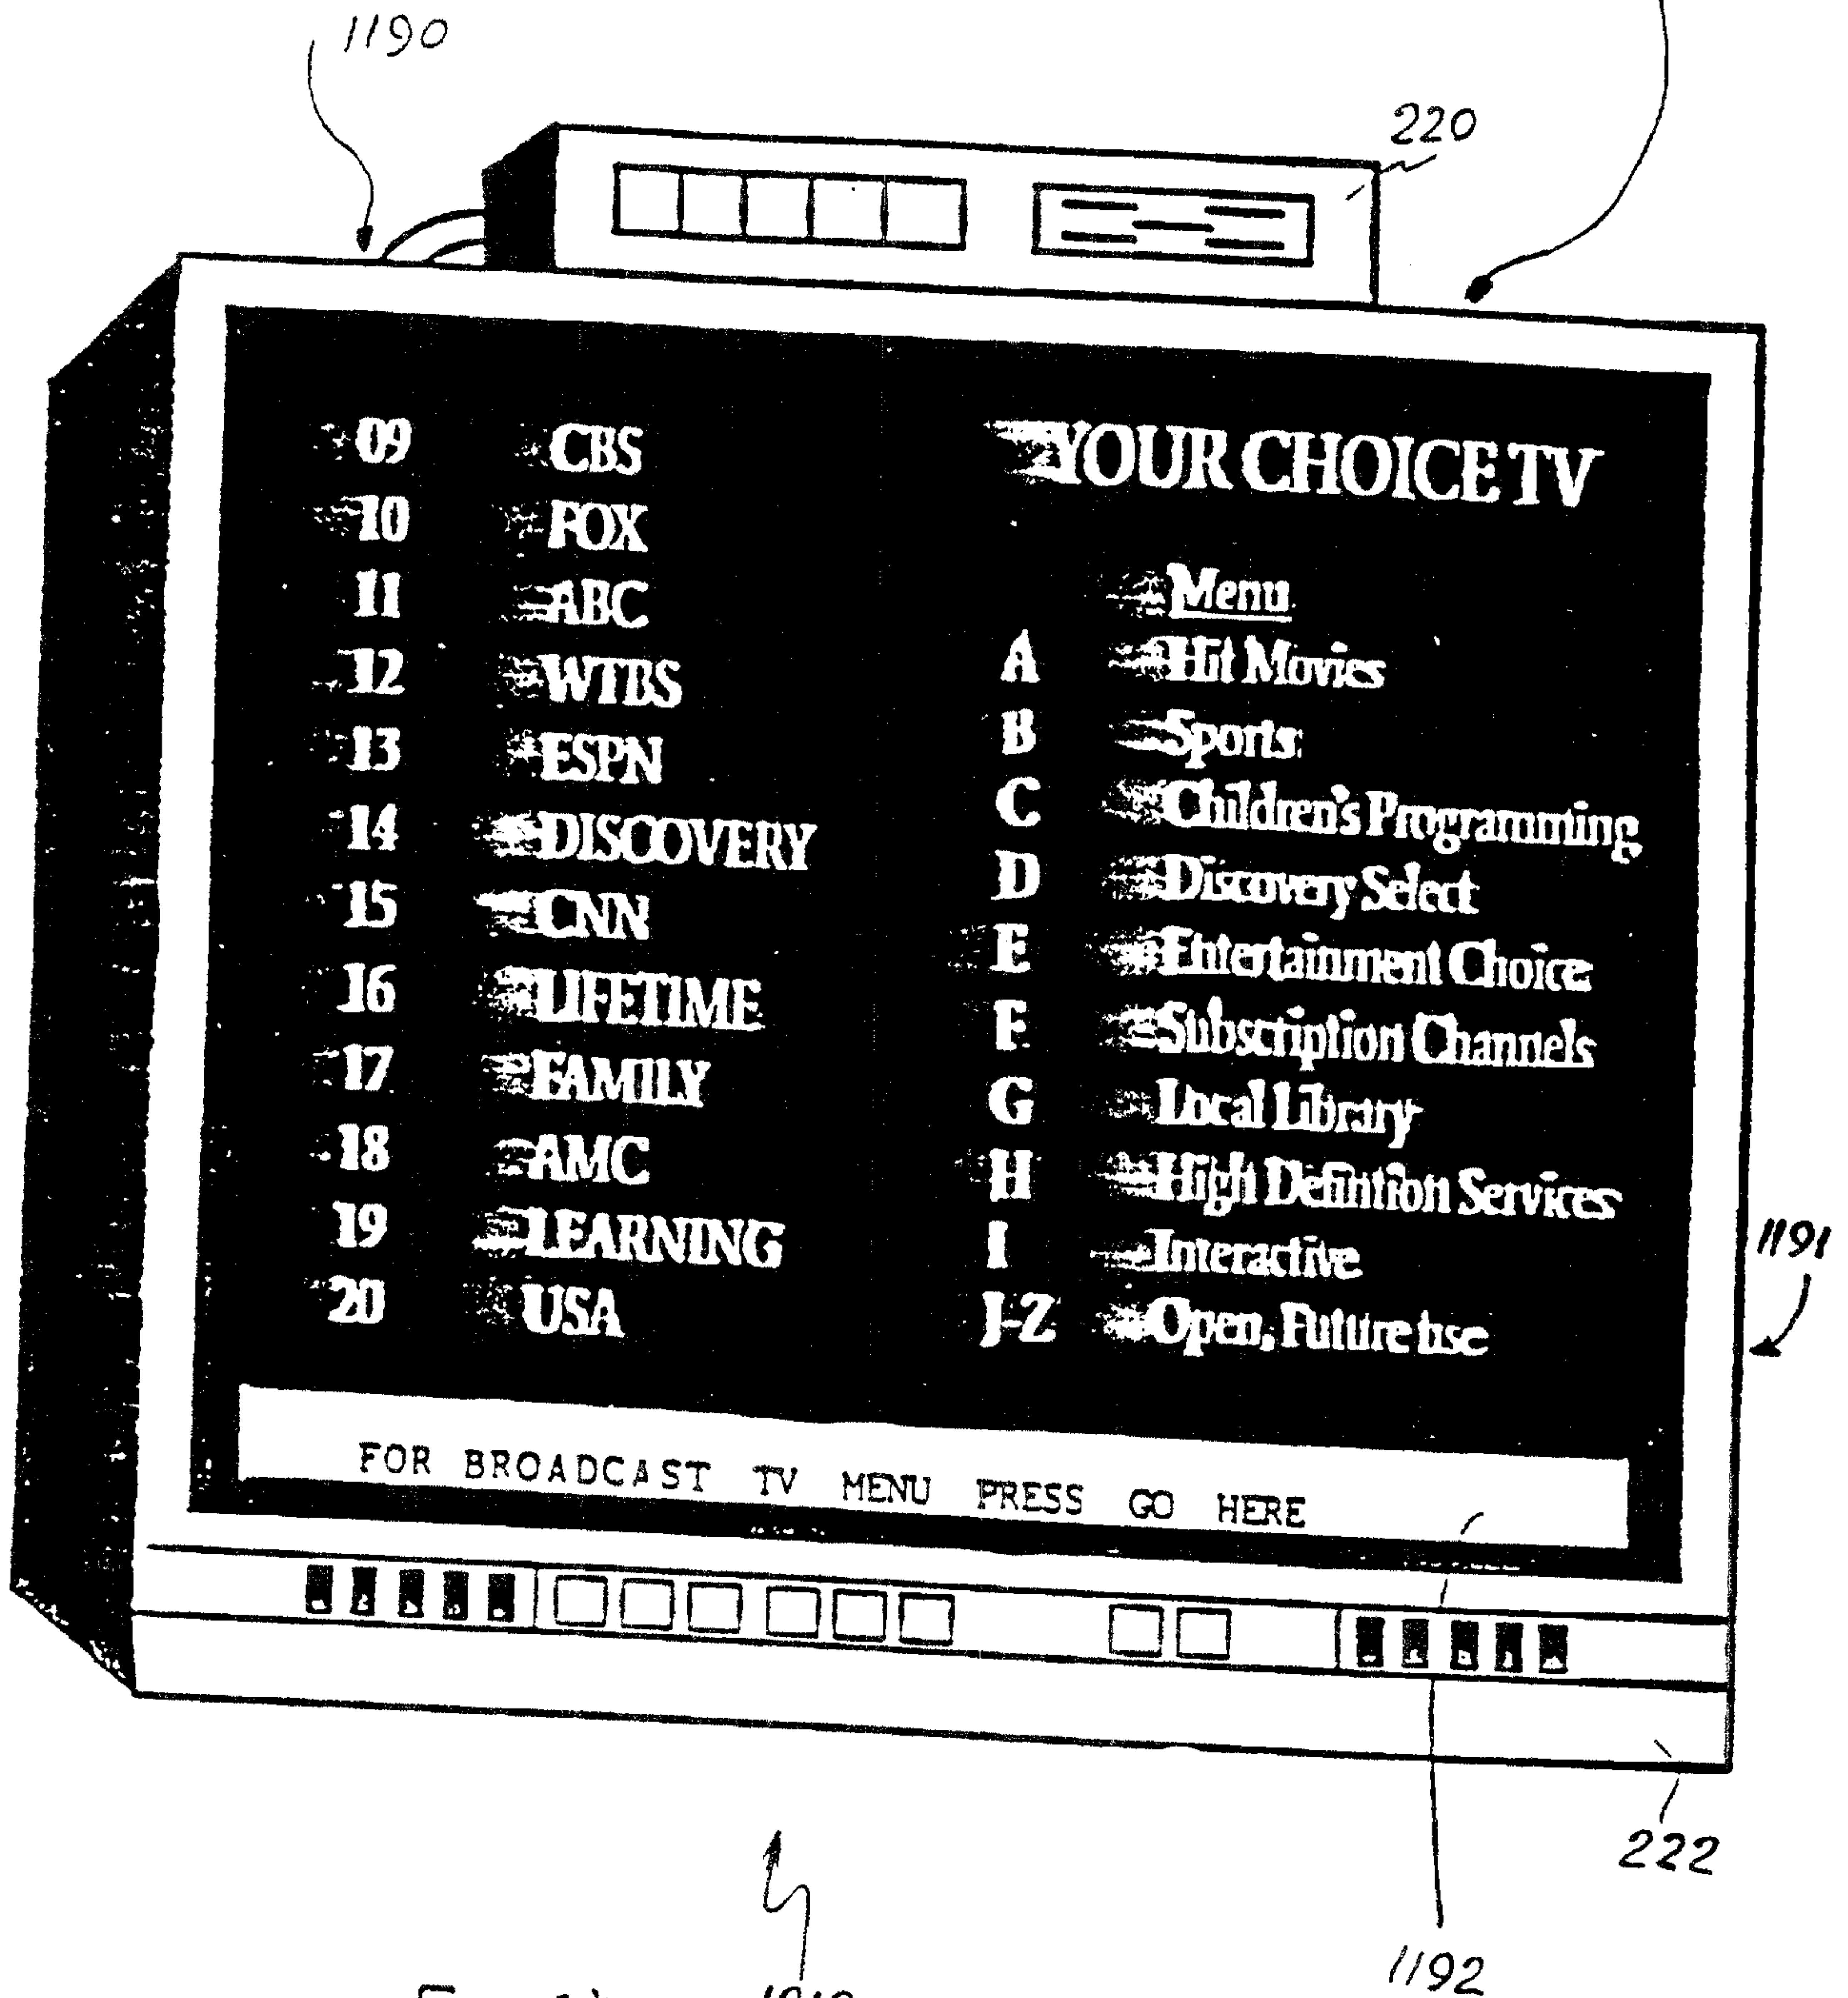 1190
220
09 CBS
10 FOX
11 ABC
12 WTBS
13 ESPN
14 DISCOVERY
15 CNN
16 LIFETIME
17 FAMILY
18 AMC
19 LEARNING
20 USA
YOUR CHOICE TV
Menu
A Hit Movies
B Sports
C Children's Programming
D Discovery Select
E Entertainment Choice
F Subscription Channels
G Local Library
H High Defintion Services
I Interactive
J-Z Open, Future use
1191
FOR BROADCAST TV MENU PRESS GO HERE
222
1192